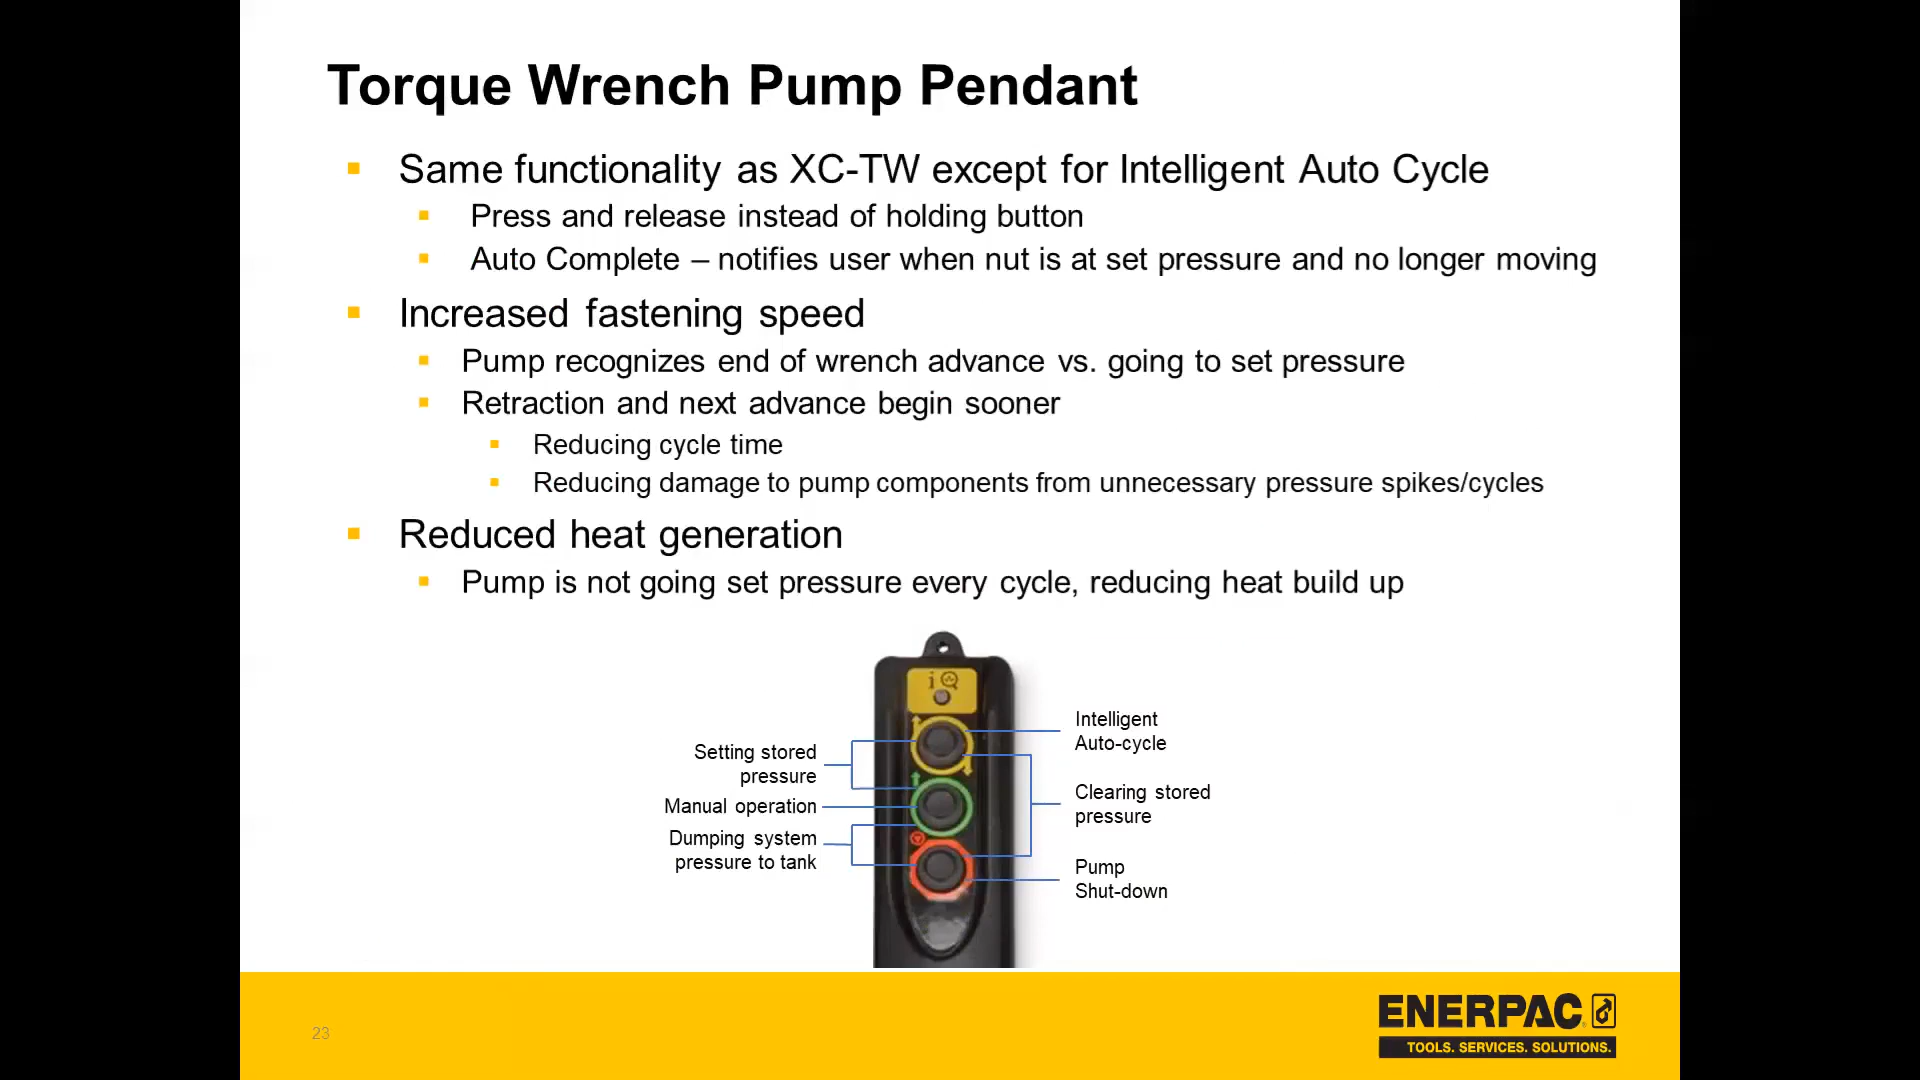 Torque Wrench Pump Pendant
Same functionality as XC-TW except for Intelligent Auto Cycle
Press and release instead of holding button
Auto Complete – notifies user when nut is at set pressure and no longer moving
Increased fastening speed
Pump recognizes end of wrench advance vs. going to set pressure
Retraction and next advance begin sooner
Reducing cycle time
Reducing damage to pump components from unnecessary pressure spikes/cycles
Reduced heat generation
Pump is not going set pressure every cycle, reducing heat build up
iQ
Setting stored
pressure
Manual operation
Dumping system
pressure to tank
Intelligent
Auto-cycle
Clearing stored
pressure
Pump
Shut-down
23
ENERPAC
TOOLS. SERVICES. SOLUTIONS.